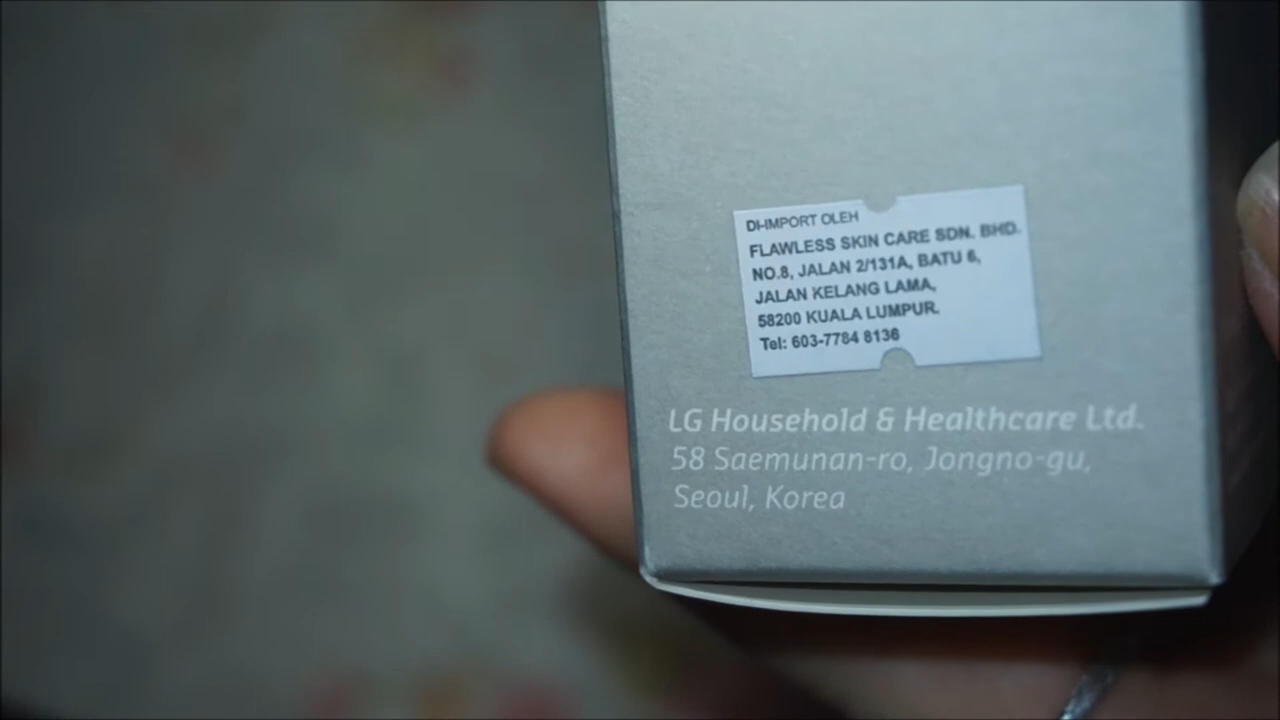 DI-IMPORT OLEH
FLAWLESS SKIN CARE SDN. BHD.
NO.8, JALAN 2/131A, BATU 6,
JALAN KELANG LAMA,
58200 KUALA LUMPUR.
Tel: 603-7784 8136
LG Household & Healthcare Ltd.
58 Saemunan-ro, Jongno-gu,
Seoul, Korea